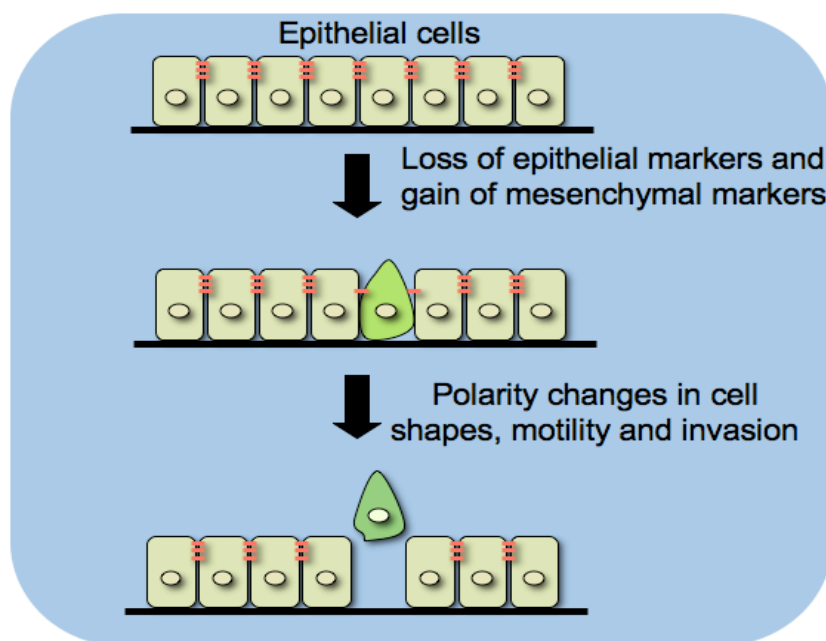 Epithelial cells
Loss of epithelial markers and
gain of mesenchymal markers
Polarity changes in cell
shapes, motility and invasion